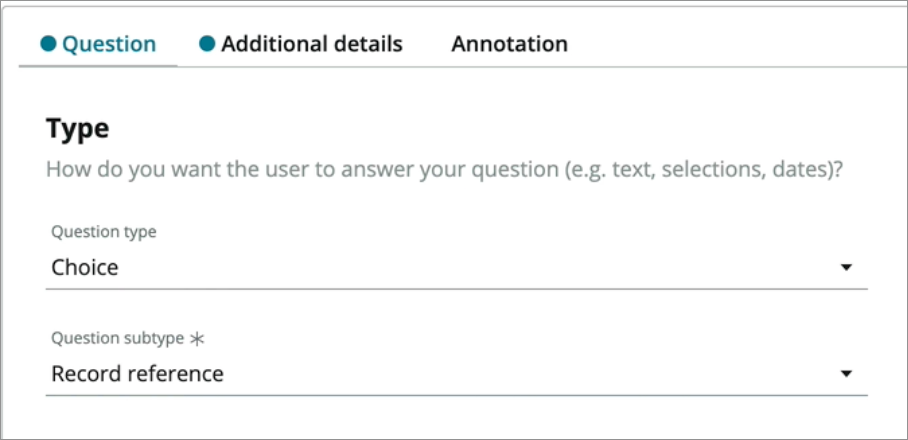 Question Additional details Annotation
Type
How do you want the user to answer your question (e.g. text, selections, dates)?
Question type
Choice
Question subtype *
Record reference